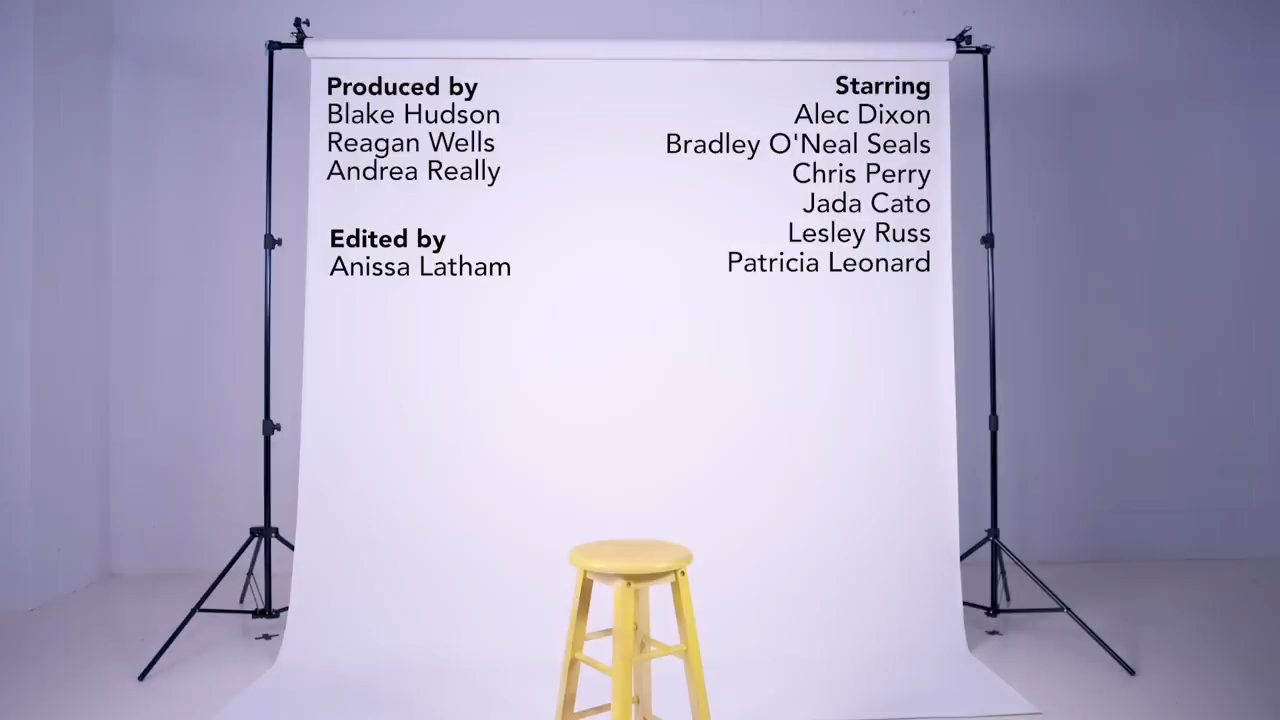 Produced by
Blake Hudson
Reagan Wells
Andrea Really
Edited by
Anissa Latham
Starring
Alec Dixon
Bradley O'Neal Seals
Chris Perry
Jada Cato
Lesley Russ
Patricia Leonard